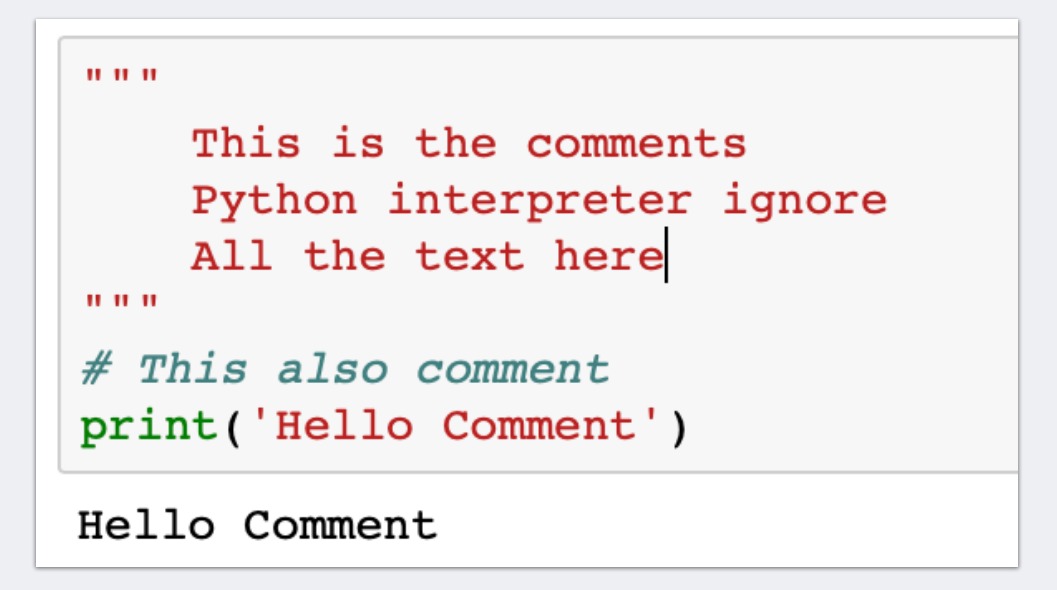 """
    This is the comments
    Python interpreter ignore
    All the text here
"""
# This also comment
print('Hello Comment')
Hello Comment